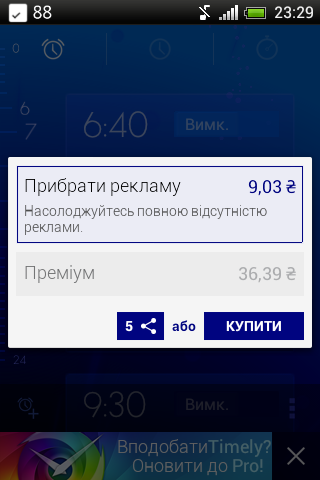 88 23:29
0
6 6:40 Вимк.
7
Прибрати рекламу 9,03 ₴
Насолоджуйтесь повною відсутністю
реклами.
Преміум 36,39 ₴
5 або КУПИТИ
24
9:30 Вимк.
ВподобатиTimely?
Оновити до Pro!